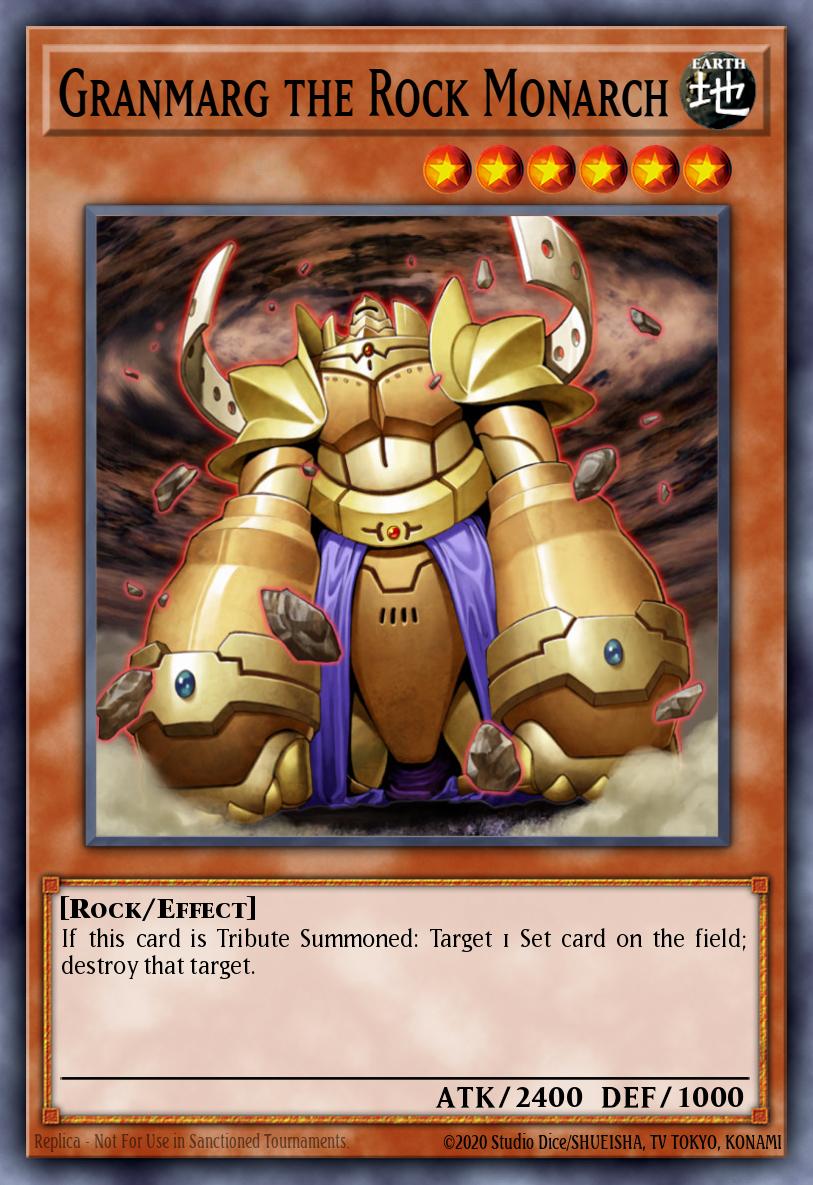 Granmarg the Rock Monarch
EARTH
地
[Rock/Effect]
If this card is Tribute Summoned: Target 1 Set card on the field;
destroy that target.
ATK/2400 DEF/1000
Replica - Not For Use in Sanctioned Tournaments.
©2020 Studio Dice/SHUEISHA, TV TOKYO, KONAMI